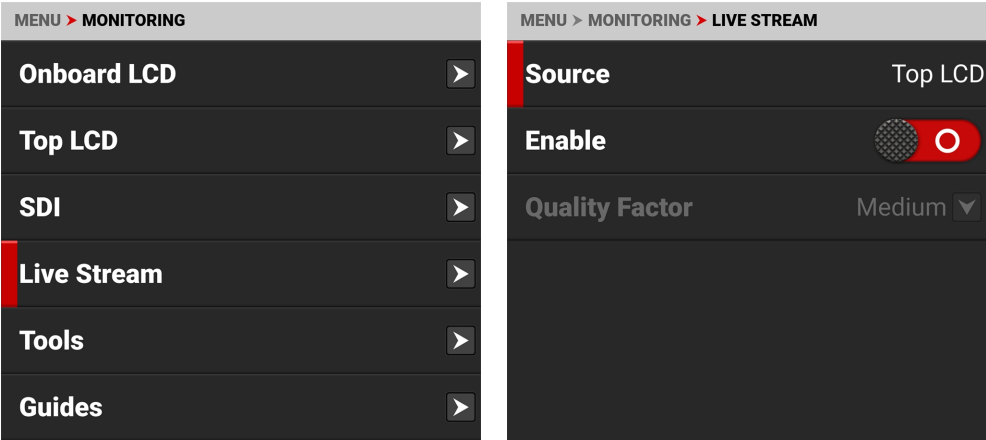 MENU MONITORING
Onboard LCD
Top LCD
SDI
Live Stream
Tools
Guides
MENU MONITORING LIVE STREAM
Source Top LCD
Enable
Quality Factor Medium